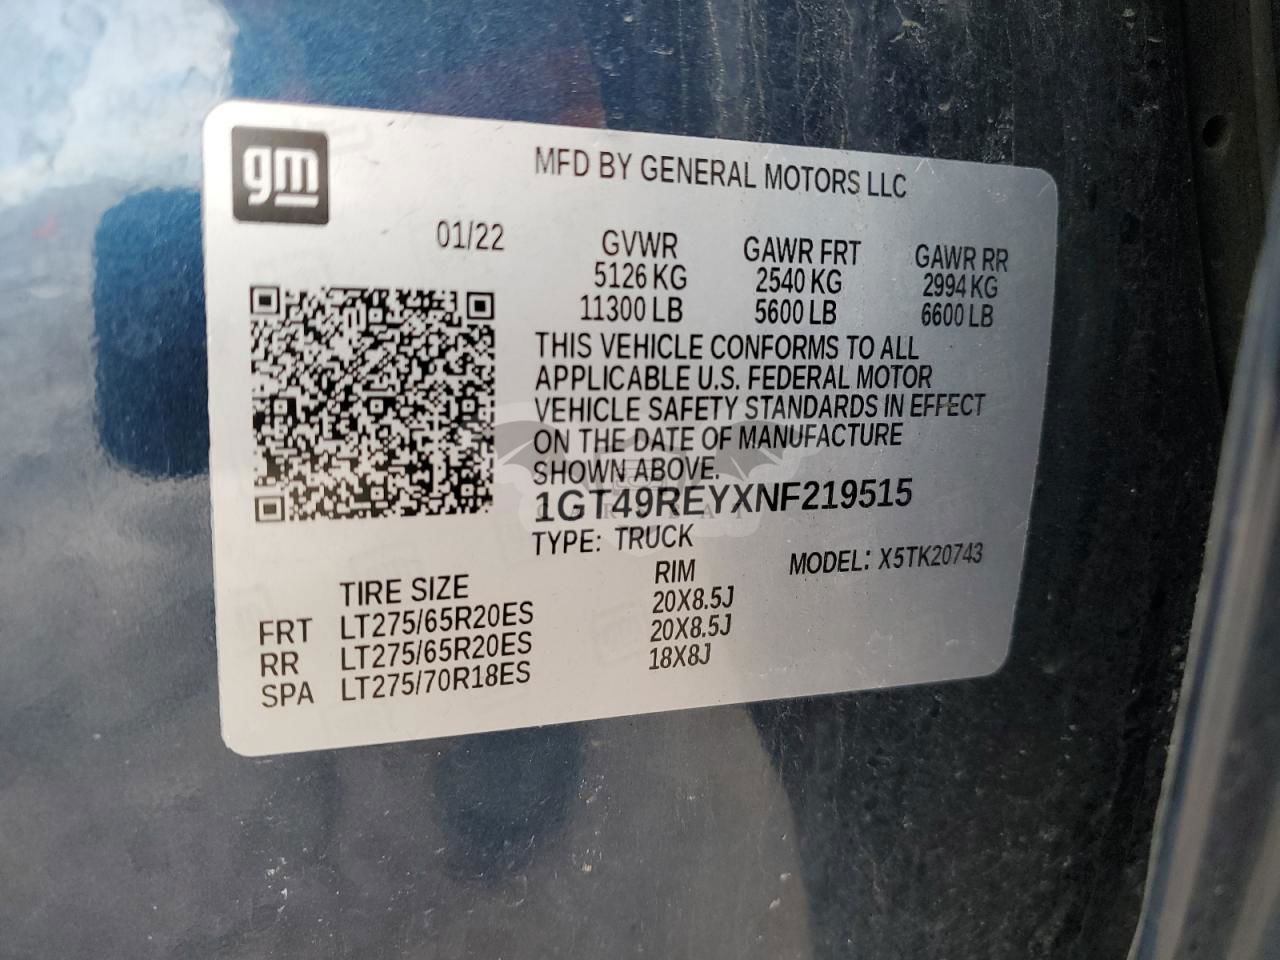 gm
MFD BY GENERAL MOTORS LLC
01/22
GVWR GAWR FRT GAWR RR
5126 KG 2540 KG 2994 KG
11300 LB 5600 LB 6600 LB
THIS VEHICLE CONFORMS TO ALL
APPLICABLE U.S. FEDERAL MOTOR
VEHICLE SAFETY STANDARDS IN EFFECT
ON THE DATE OF MANUFACTURE
SHOWN ABOVE.
1GT49REYXNF219515
TYPE: TRUCK
MODEL: X5TK20743
TIRE SIZE RIM
FRT LT275/65R20ES 20X8.5J
RR LT275/65R20ES 20X8.5J
SPA LT275/70R18ES 18X8J